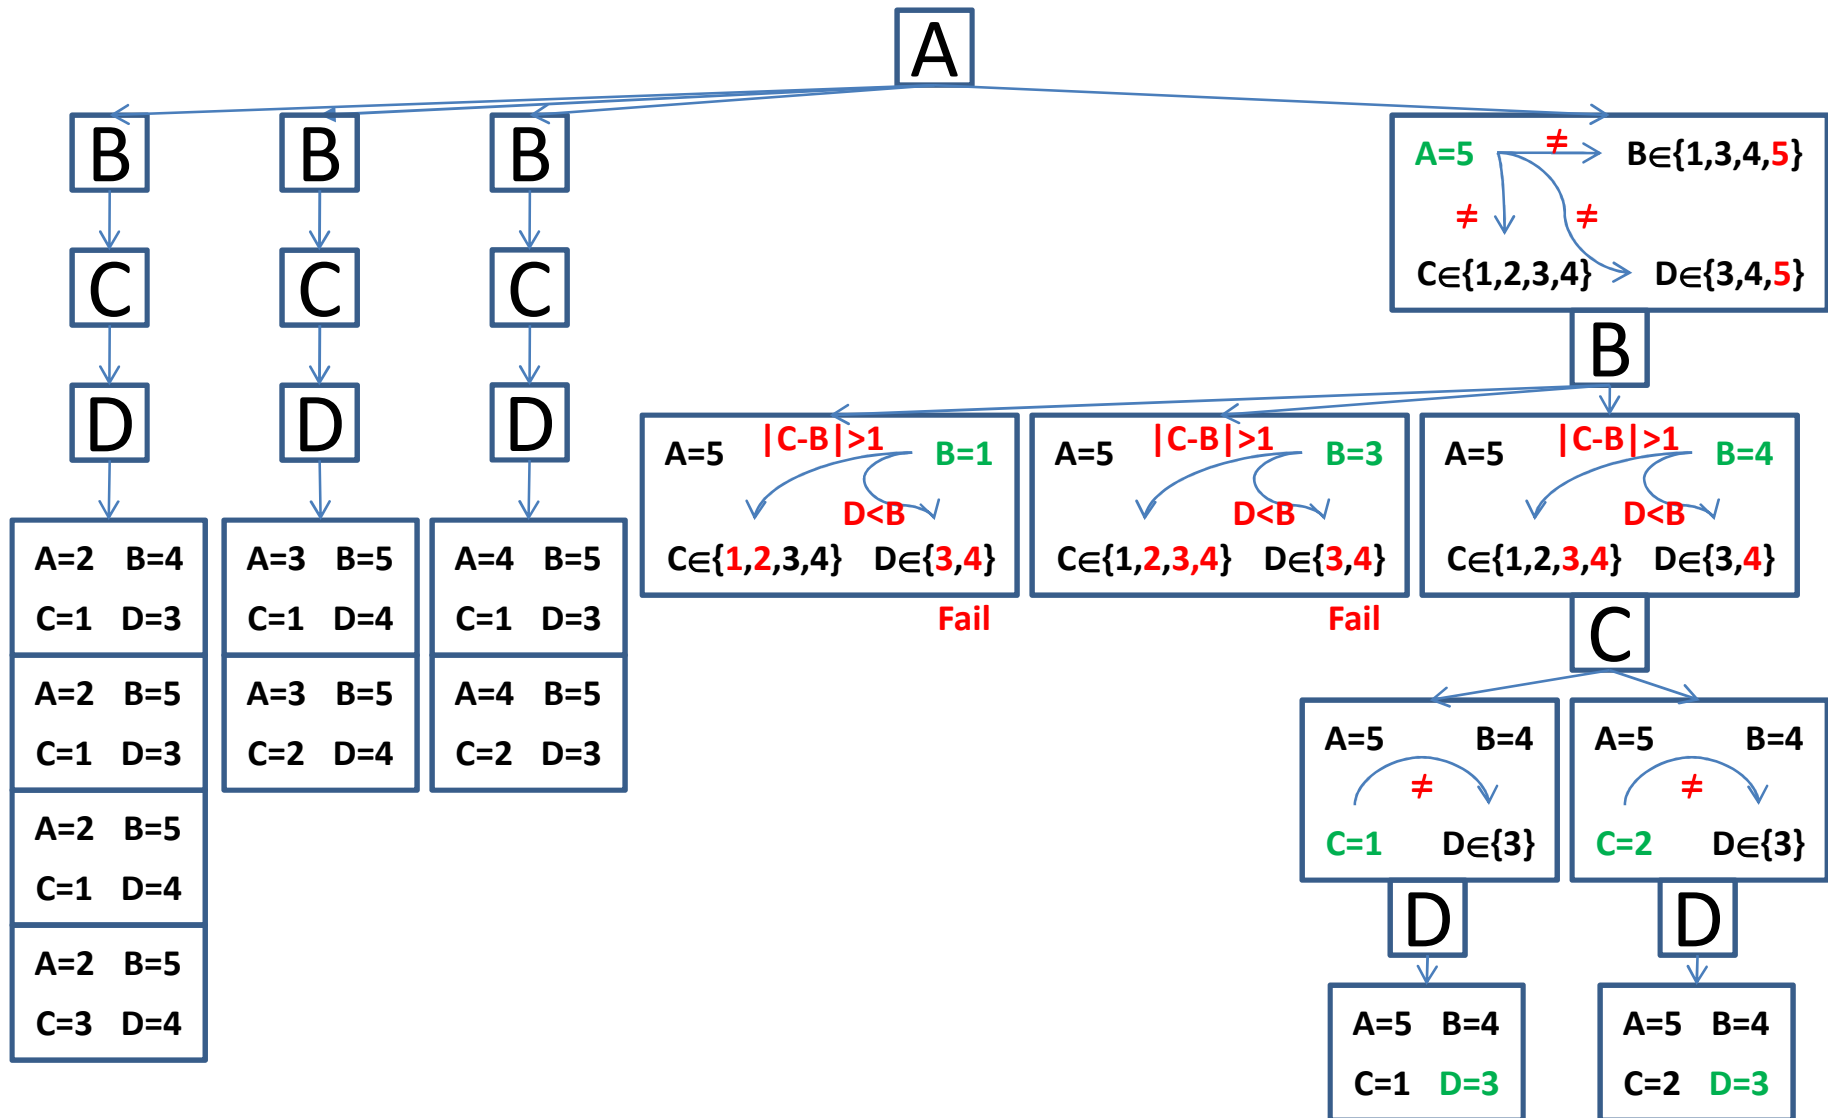 A
B B B
A=5 ≠ B∈{1,3,4,5}
≠ ≠
C C C
C∈{1,2,3,4} D∈{3,4,5}
B
D D D
|C-B|>1 |C-B|>1 |C-B|>1
A=5 B=1 A=5 B=3 A=5 B=4
D<B D<B D<B
A=2 B=4 A=3 B=5 A=4 B=5 C∈{1,2,3,4} D∈{3,4} C∈{1,2,3,4} D∈{3,4} C∈{1,2,3,4} D∈{3,4}
C=1 D=3 C=1 D=4 C=1 D=3 Fail Fail
C
A=2 B=5 A=3 B=5 A=4 B=5
C=1 D=3 C=2 D=4 C=2 D=3
A=5 B=4 A=5 B=4
≠ ≠
A=2 B=5
C=1 D∈{3} C=2 D∈{3}
C=1 D=4
D D
A=2 B=5
C=3 D=4
A=5 B=4 A=5 B=4
C=1 D=3 C=2 D=3